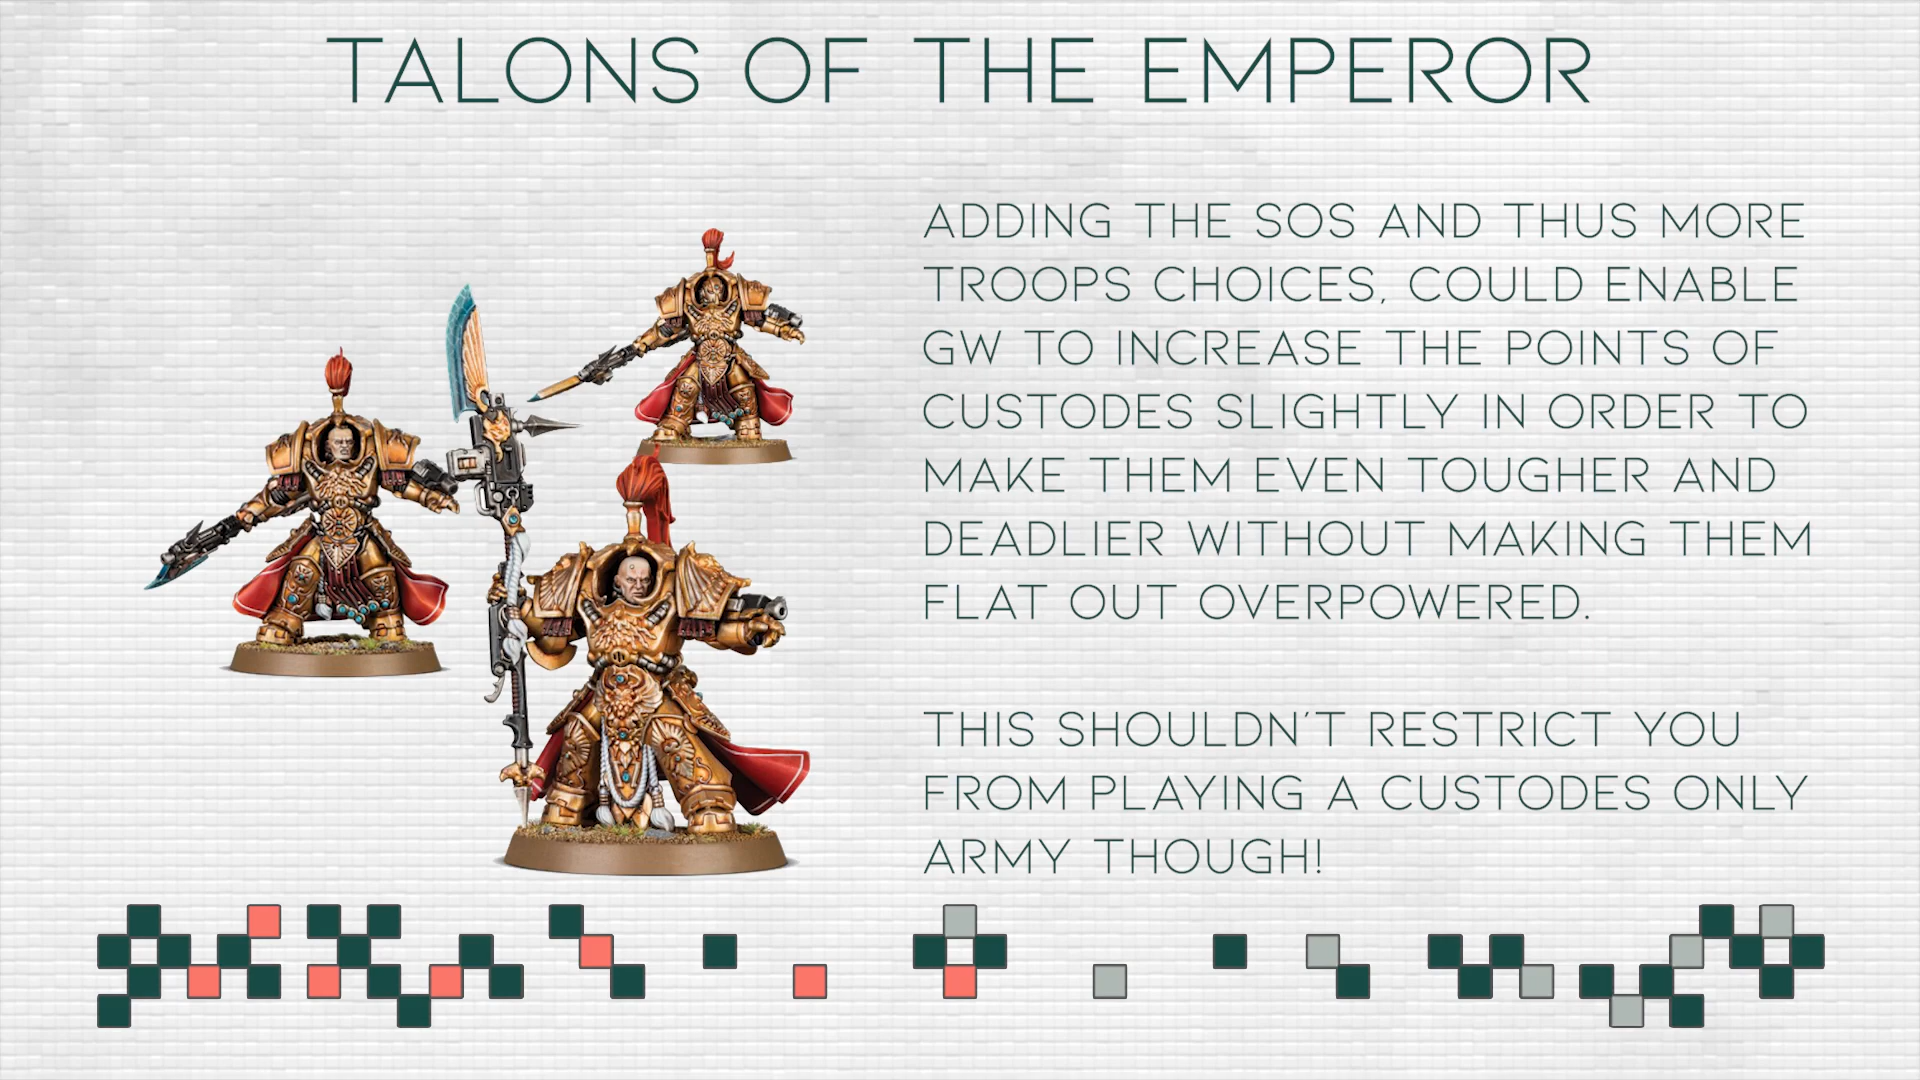 TALONS OF THE EMPEROR
ADDING THE SOS AND THUS MORE
TROOPS CHOICES, COULD ENABLE
GW TO INCREASE THE POINTS OF
CUSTODES SLIGHTLY IN ORDER TO
MAKE THEM EVEN TOUGHER AND
DEADLIER WITHOUT MAKING THEM
FLAT OUT OVERPOWERED.
THIS SHOULDN'T RESTRICT YOU
FROM PLAYING A CUSTODES ONLY
ARMY THOUGH!